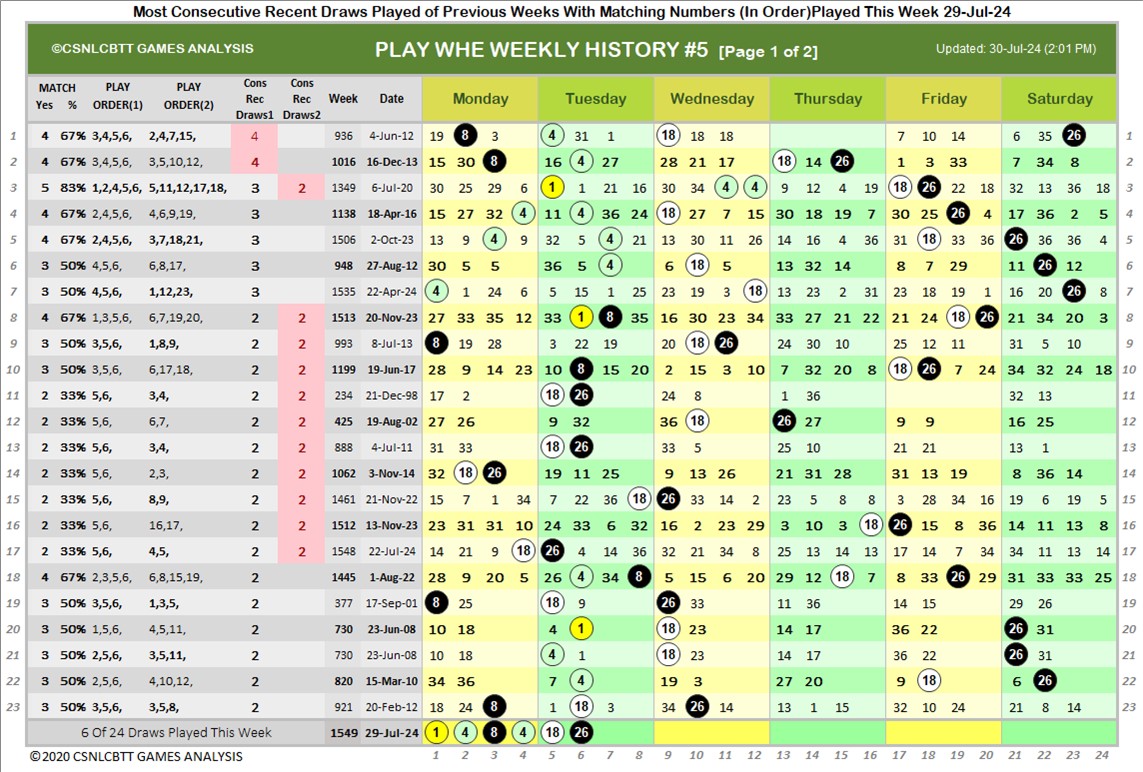 Most Consecutive Recent Draws Played of Previous Weeks With Matching Numbers (In Order)Played This Week 29-Jul-24
©CSNLCBTT GAMES ANALYSIS PLAY WHE WEEKLY HISTORY #5 [Page 1 of 2] Updated: 30-Jul-24 (2:01 PM)
MATCH Yes % PLAY ORDER(1) PLAY ORDER(2) Cons Rec Draws1 Cons Rec Draws2 Week Date Monday Tuesday Wednesday Thursday Friday Saturday
1 4 67% 3,4,5,6, 2,4,7,15, 4 936 4-Jun-12 19 8 3 4 31 1 18 18 18 7 10 14 6 35 23 1
2 4 67% 3,4,5,6, 3,5,10,12, 4 1016 16-Dec-13 15 30 8 16 4 27 28 21 17 18 14 26 1 3 33 7 34 8 2
3 5 83% 1,2,4,5,6, 5,11,12,17,18, 3 2 1349 6-Jul-20 30 25 29 6 1 1 21 16 30 34 4 4 9 12 4 19 18 26 22 18 32 13 36 18 3
4 4 67% 2,4,5,6, 4,6,9,19, 3 1138 18-Apr-16 15 27 32 4 11 4 36 24 18 27 7 15 30 18 19 7 30 25 26 4 17 36 2 5 4
5 4 67% 2,4,5,6, 3,7,18,21, 3 1506 2-Oct-23 13 9 4 9 32 5 4 21 13 30 11 26 14 16 4 36 31 18 33 36 26 36 36 4 5
6 3 50% 4,5,6, 6,8,17, 3 948 27-Aug-12 30 5 5 36 5 4 6 18 5 13 32 14 8 7 29 11 26 12 6
7 3 50% 4,5,6, 1,12,23, 3 1535 22-Apr-24 4 1 24 6 5 15 1 25 23 19 3 18 13 23 2 31 23 18 19 1 16 20 26 8 7
8 4 67% 1,3,5,6, 6,7,19,20, 2 2 1513 20-Nov-23 27 33 35 12 33 1 8 35 16 30 23 34 33 27 21 22 21 24 18 26 21 34 20 3 8
9 3 50% 3,5,6, 1,8,9, 2 2 993 8-Jul-13 8 19 28 3 22 19 20 18 26 24 30 10 25 12 11 31 5 10 9
10 3 50% 3,5,6, 6,17,18, 2 2 1199 19-Jun-17 28 9 14 23 10 8 15 20 2 15 3 10 7 32 20 8 18 26 7 24 34 32 24 18 10
11 2 33% 5,6, 3,4, 2 2 234 21-Dec-98 17 2 18 26 24 8 1 36 32 13 11
12 2 33% 5,6, 6,7, 2 2 425 19-Aug-02 27 26 9 32 36 18 26 27 9 9 16 25 12
13 2 33% 5,6, 3,4, 2 2 888 4-Jul-11 31 33 18 26 33 5 25 10 21 21 13 1 13
14 2 33% 5,6, 2,3, 2 2 1062 3-Nov-14 32 18 26 19 11 25 9 13 26 21 31 28 31 13 19 8 36 14 14
15 2 33% 5,6, 8,9, 2 2 1461 21-Nov-22 15 7 1 34 7 22 36 18 26 33 14 2 23 5 8 8 3 28 34 16 19 6 19 5 15
16 2 33% 5,6, 16,17, 2 2 1512 13-Nov-23 23 31 31 10 24 33 6 32 16 2 23 29 3 10 3 18 26 15 8 36 14 11 13 8 16
17 2 33% 5,6, 4,5, 2 2 1548 22-Jul-24 14 21 9 18 26 4 14 36 32 21 34 8 25 13 14 13 17 14 7 34 34 11 13 14 17
18 4 67% 2,3,5,6, 6,8,15,19, 2 1445 1-Aug-22 28 9 20 5 26 4 34 8 5 15 6 20 29 12 18 7 8 33 26 29 31 33 33 25 18
19 3 50% 3,5,6, 1,3,5, 2 377 17-Sep-01 8 25 18 9 26 33 11 36 14 15 29 26 19
20 3 50% 1,5,6, 4,5,11, 2 730 23-Jun-08 10 18 4 1 18 23 14 17 36 22 26 31 20
21 3 50% 2,5,6, 3,5,11, 2 730 23-Jun-08 10 18 4 1 18 23 14 17 36 22 26 31 21
22 3 50% 2,5,6, 4,10,12, 2 820 15-Mar-10 34 36 7 4 19 3 27 20 9 18 6 26 22
23 3 50% 3,5,6, 3,5,8, 2 921 20-Feb-12 18 24 8 1 18 3 34 26 14 13 1 15 32 10 24 21 8 14 23
6 Of 24 Draws Played This Week 1549 29-Jul-24 1 4 8 4 18 26
©2020 CSNLCBTT GAMES ANALYSIS 1 2 3 4 5 6 7 8 9 10 11 12 13 14 15 16 17 18 19 20 21 22 23 24